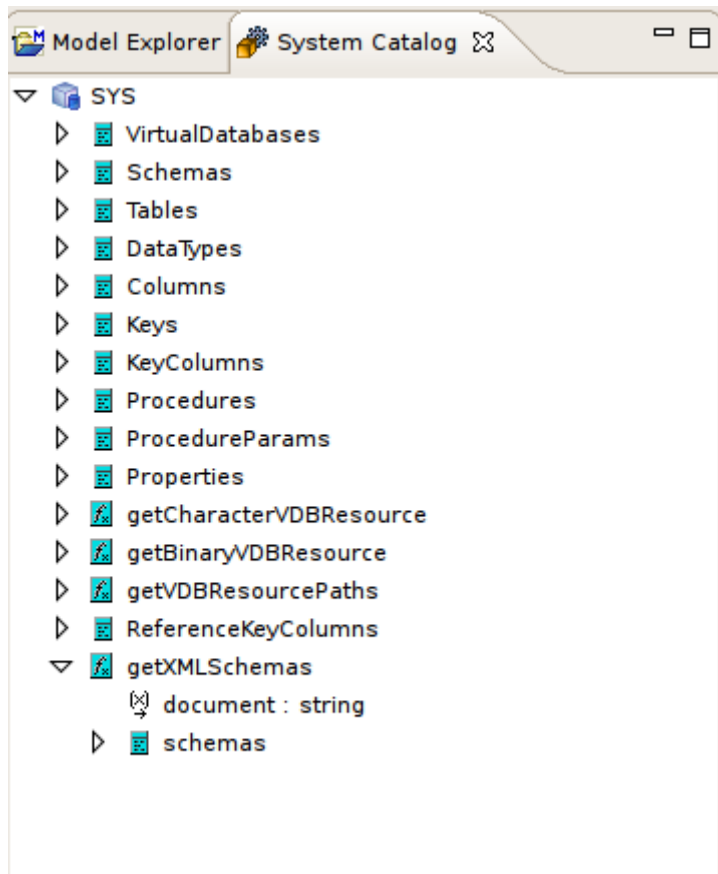 Model Explorer System Catalog
SYS
VirtualDatabases
Schemas
Tables
DataTypes
Columns
Keys
KeyColumns
Procedures
ProcedureParams
Properties
getCharacterVDBResource
getBinaryVDBResource
getVDBResourcePaths
ReferenceKeyColumns
getXMLSchemas
document : string
schemas